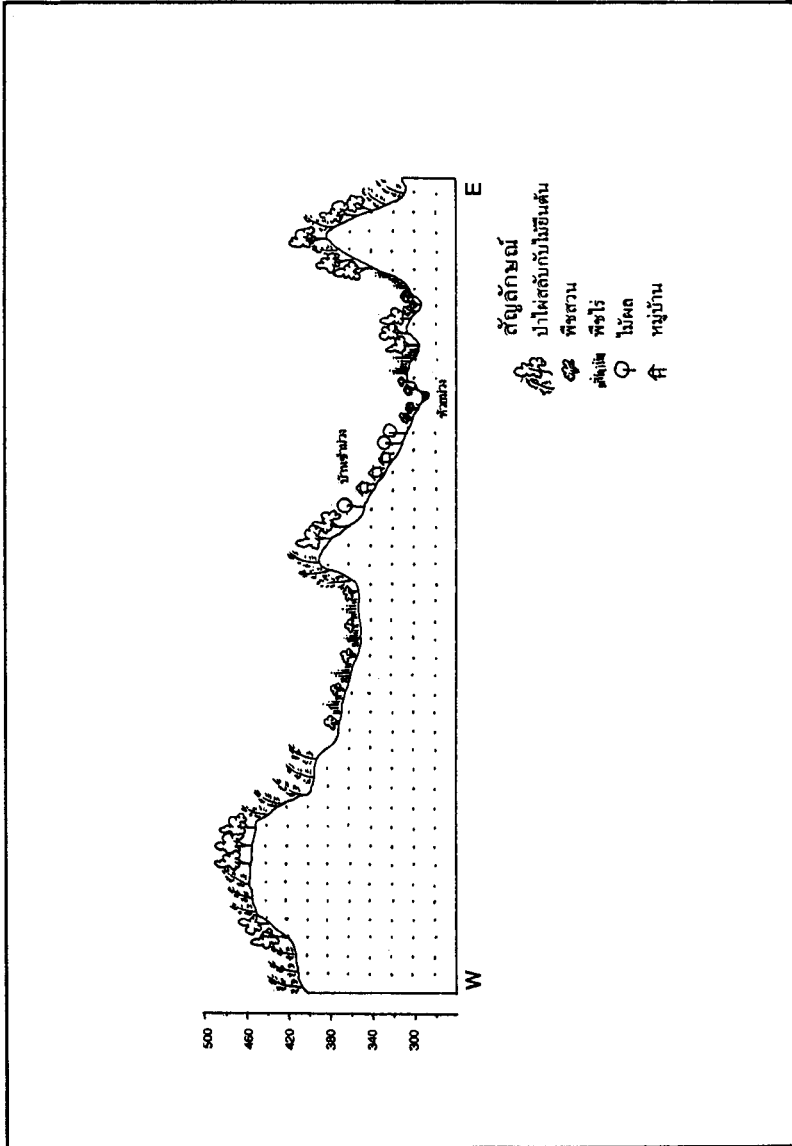 500
460
420
380
340
300
W
E
บ้านซำม่วง
ห้วยม่วง
สัญลักษณ์
ป่าไผ่สลับกับไม้ยืนต้น
พืชสวน
พืชไร่
ไม้ผล
หมู่บ้าน